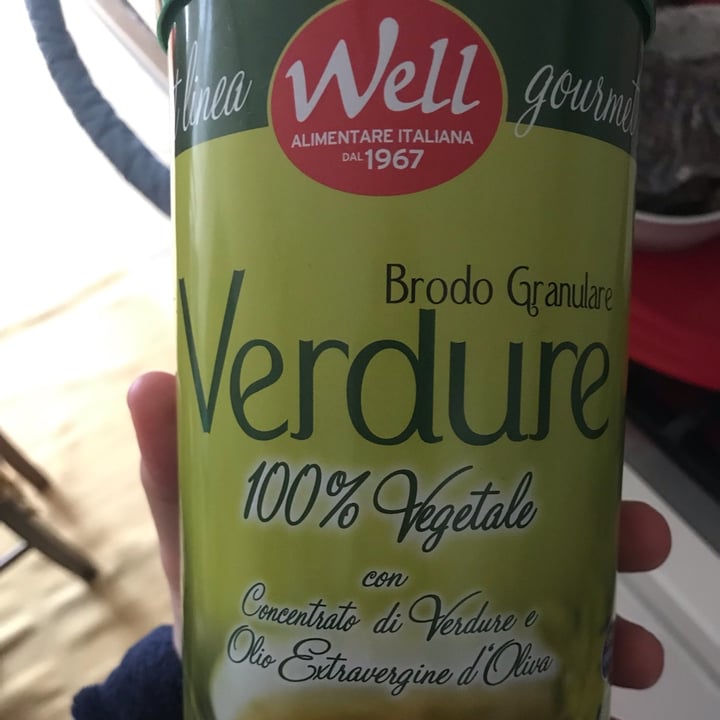 linea
Well
gourmet
ALIMENTARE ITALIANA
DAL 1967
Brodo Granulare
Verdure
100% Vegetale
con
Concentrato di Verdure e
Olio Extravergine d'Oliva